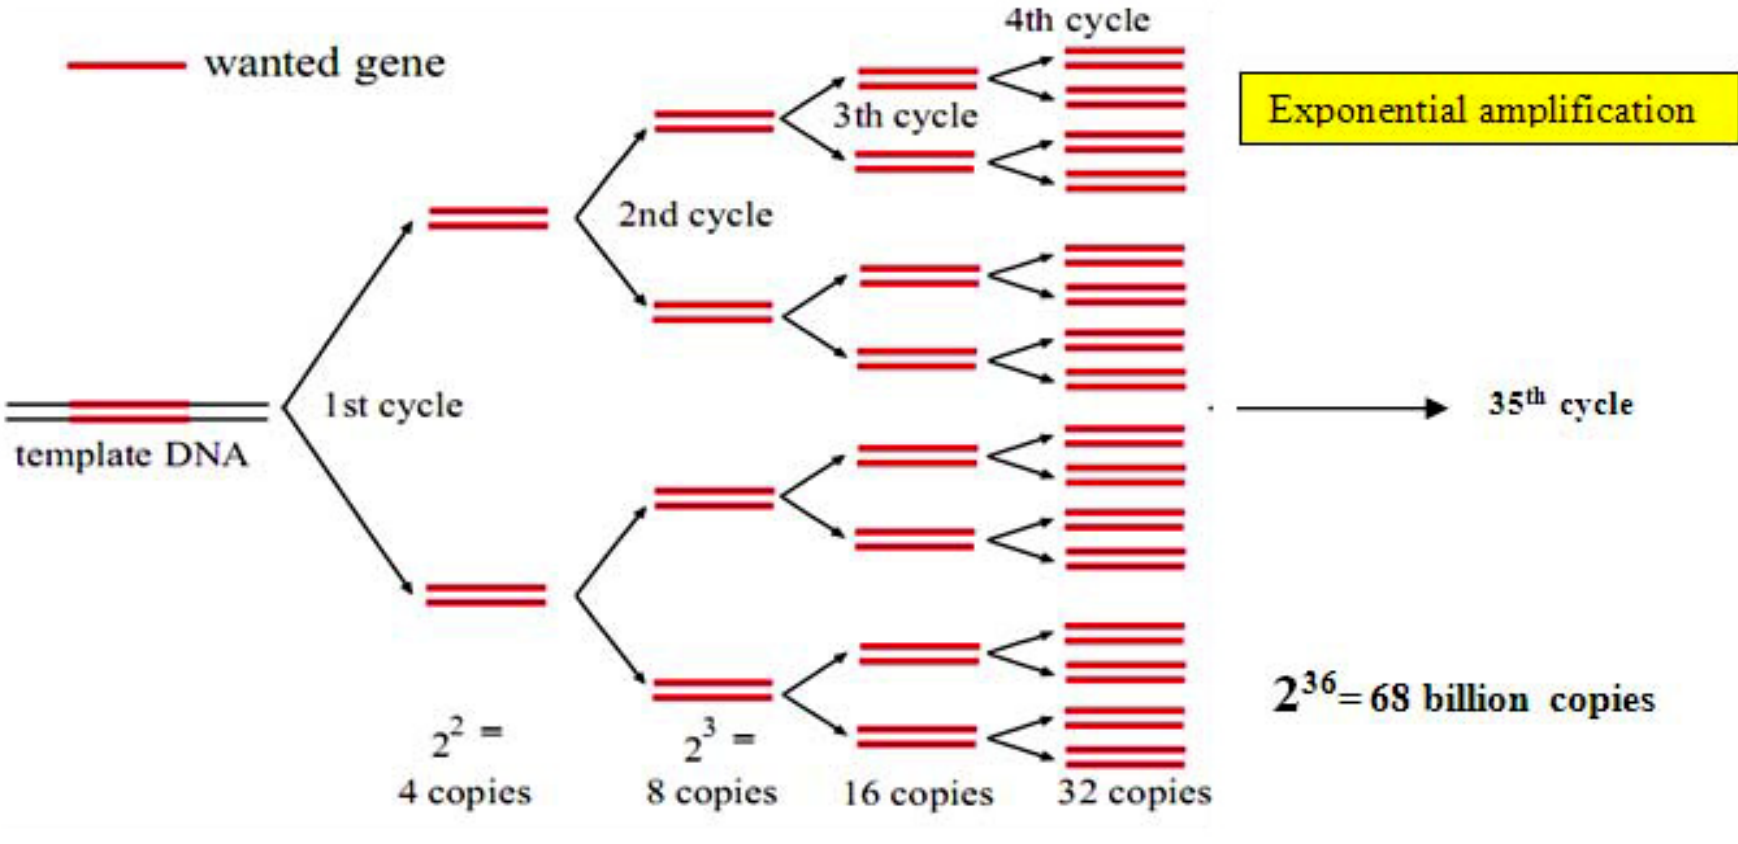 4th cycle
wanted gene
Exponential amplification
3th cycle
2nd cycle
1st cycle
35th cycle
template DNA
2^2 =
4 copies
2^3 =
8 copies
16 copies
32 copies
2^36= 68 billion copies